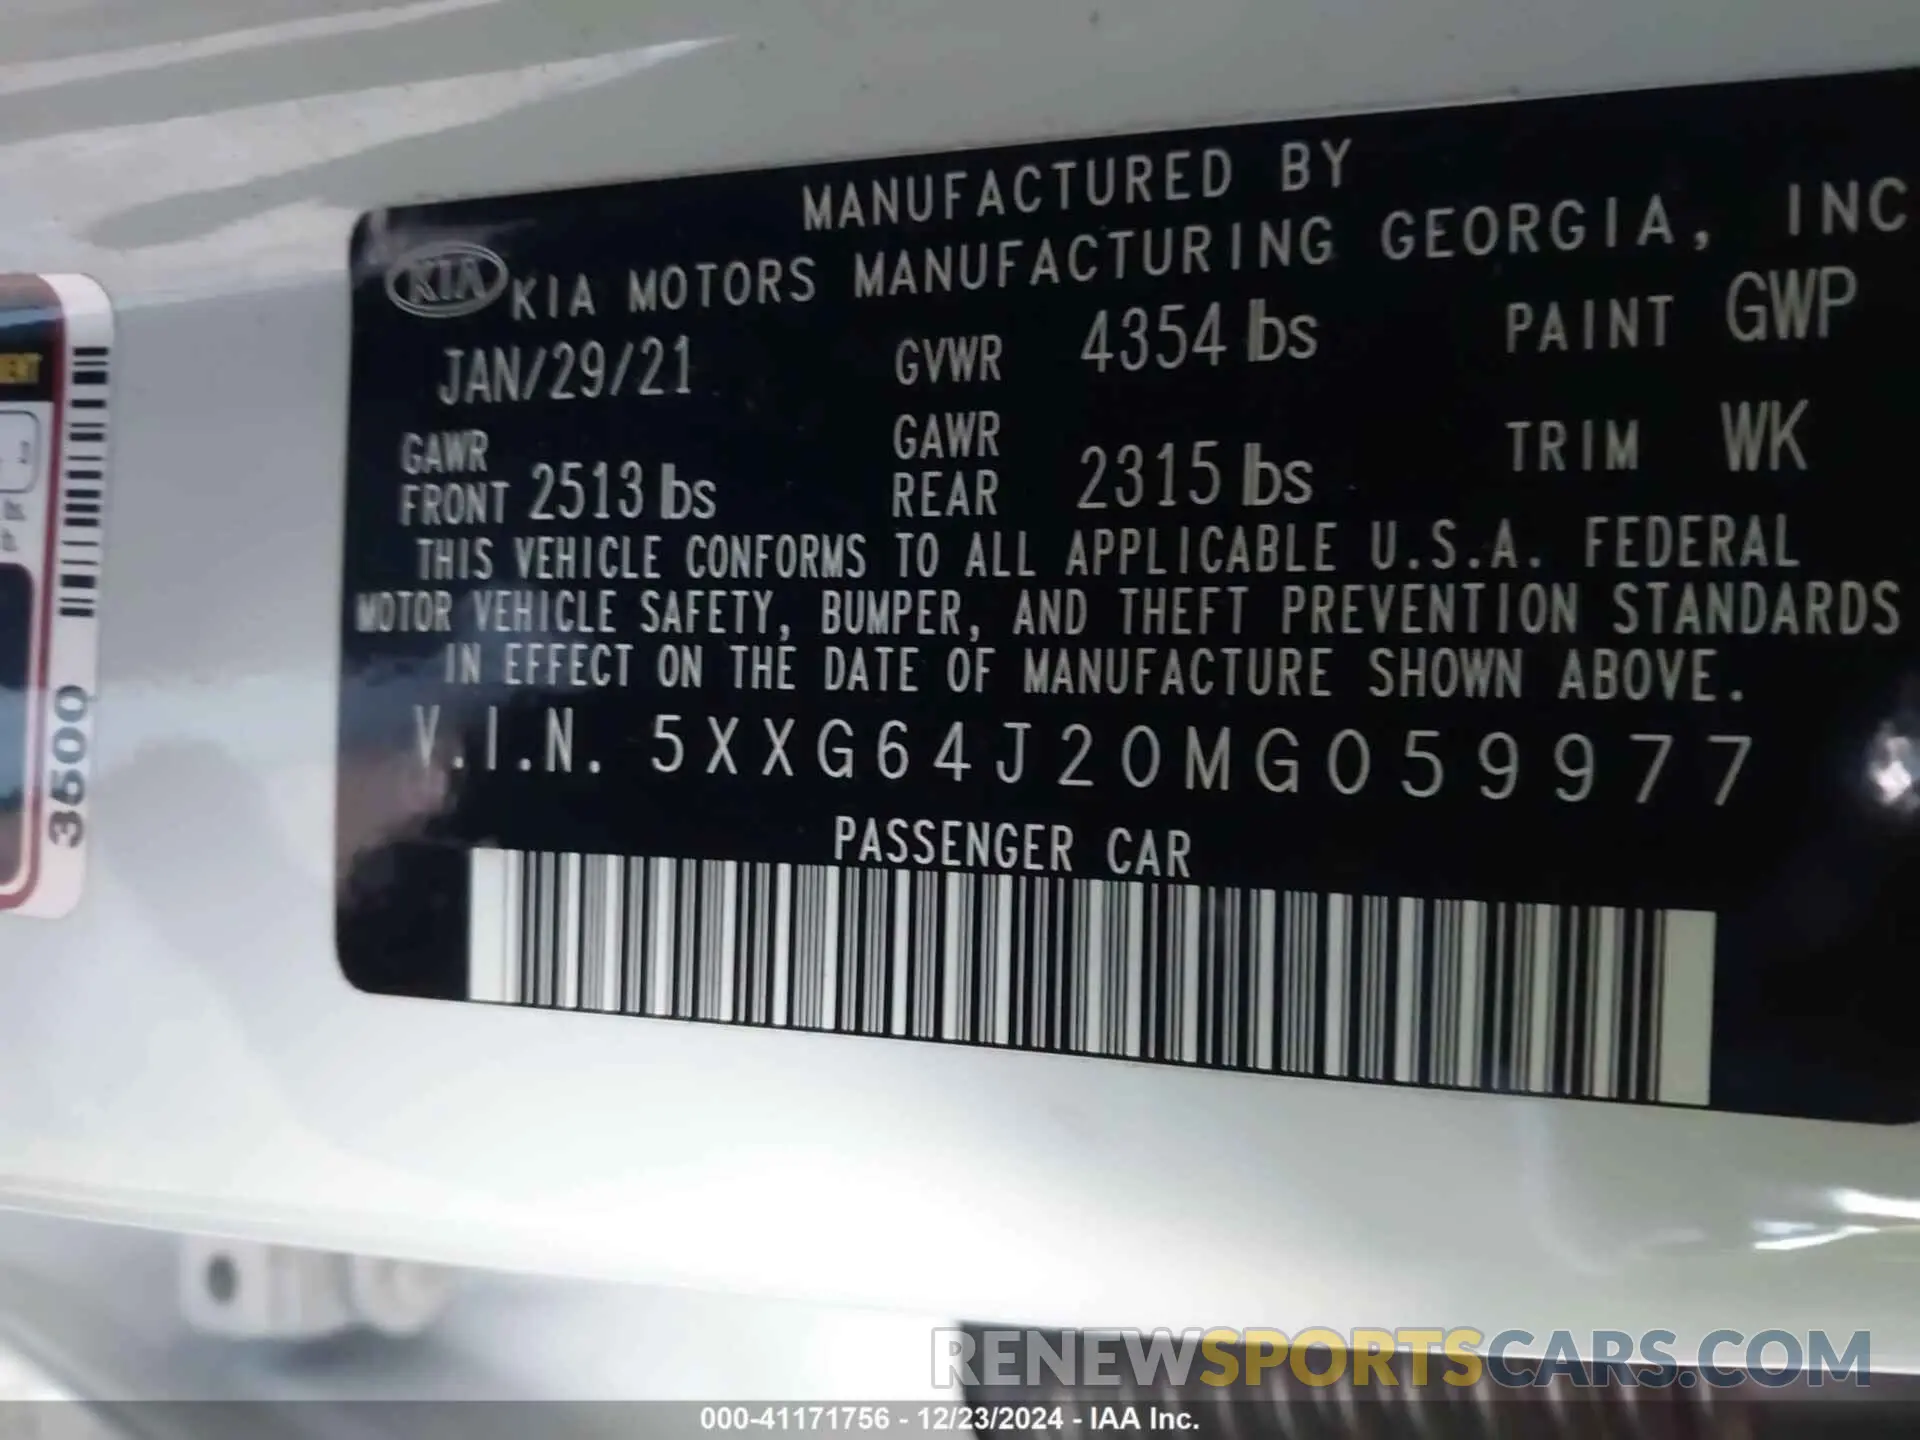 MANUFACTURED BY
KIA KIA MOTORS MANUFACTURING GEORGIA, INC
JAN/29/21 GVWR 4354 lbs PAINT GWP
GAWR FRONT 2513 lbs GAWR REAR 2315 lbs TRIM WK
THIS VEHICLE CONFORMS TO ALL APPLICABLE U.S.A. FEDERAL
MOTOR VEHICLE SAFETY, BUMPER, AND THEFT PREVENTION STANDARDS
IN EFFECT ON THE DATE OF MANUFACTURE SHOWN ABOVE.
V.I.N. 5XXG64J20MG059977
PASSENGER CAR
3600
RENEWSPORTSCARS.COM
000-41171756 - 12/23/2024 - IAA Inc.